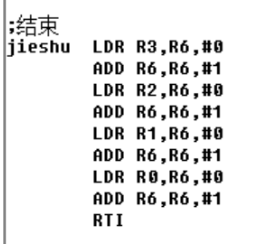 ;结束
jieshu LDR R3,R6,#0
ADD R6,R6,#1
LDR R2,R6,#0
ADD R6,R6,#1
LDR R1,R6,#0
ADD R6,R6,#1
LDR R0,R6,#0
ADD R6,R6,#1
RTI